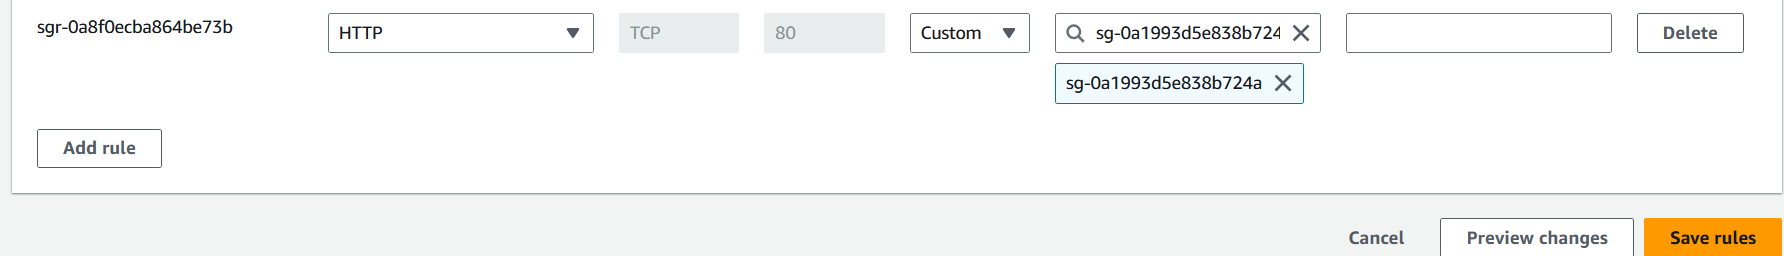 sgr-0a8f0ecba864be73b HTTP TCP 80 Custom sg-0a1993d5e838b724 Delete
sg-0a1993d5e838b724a
Add rule
Cancel Preview changes Save rules